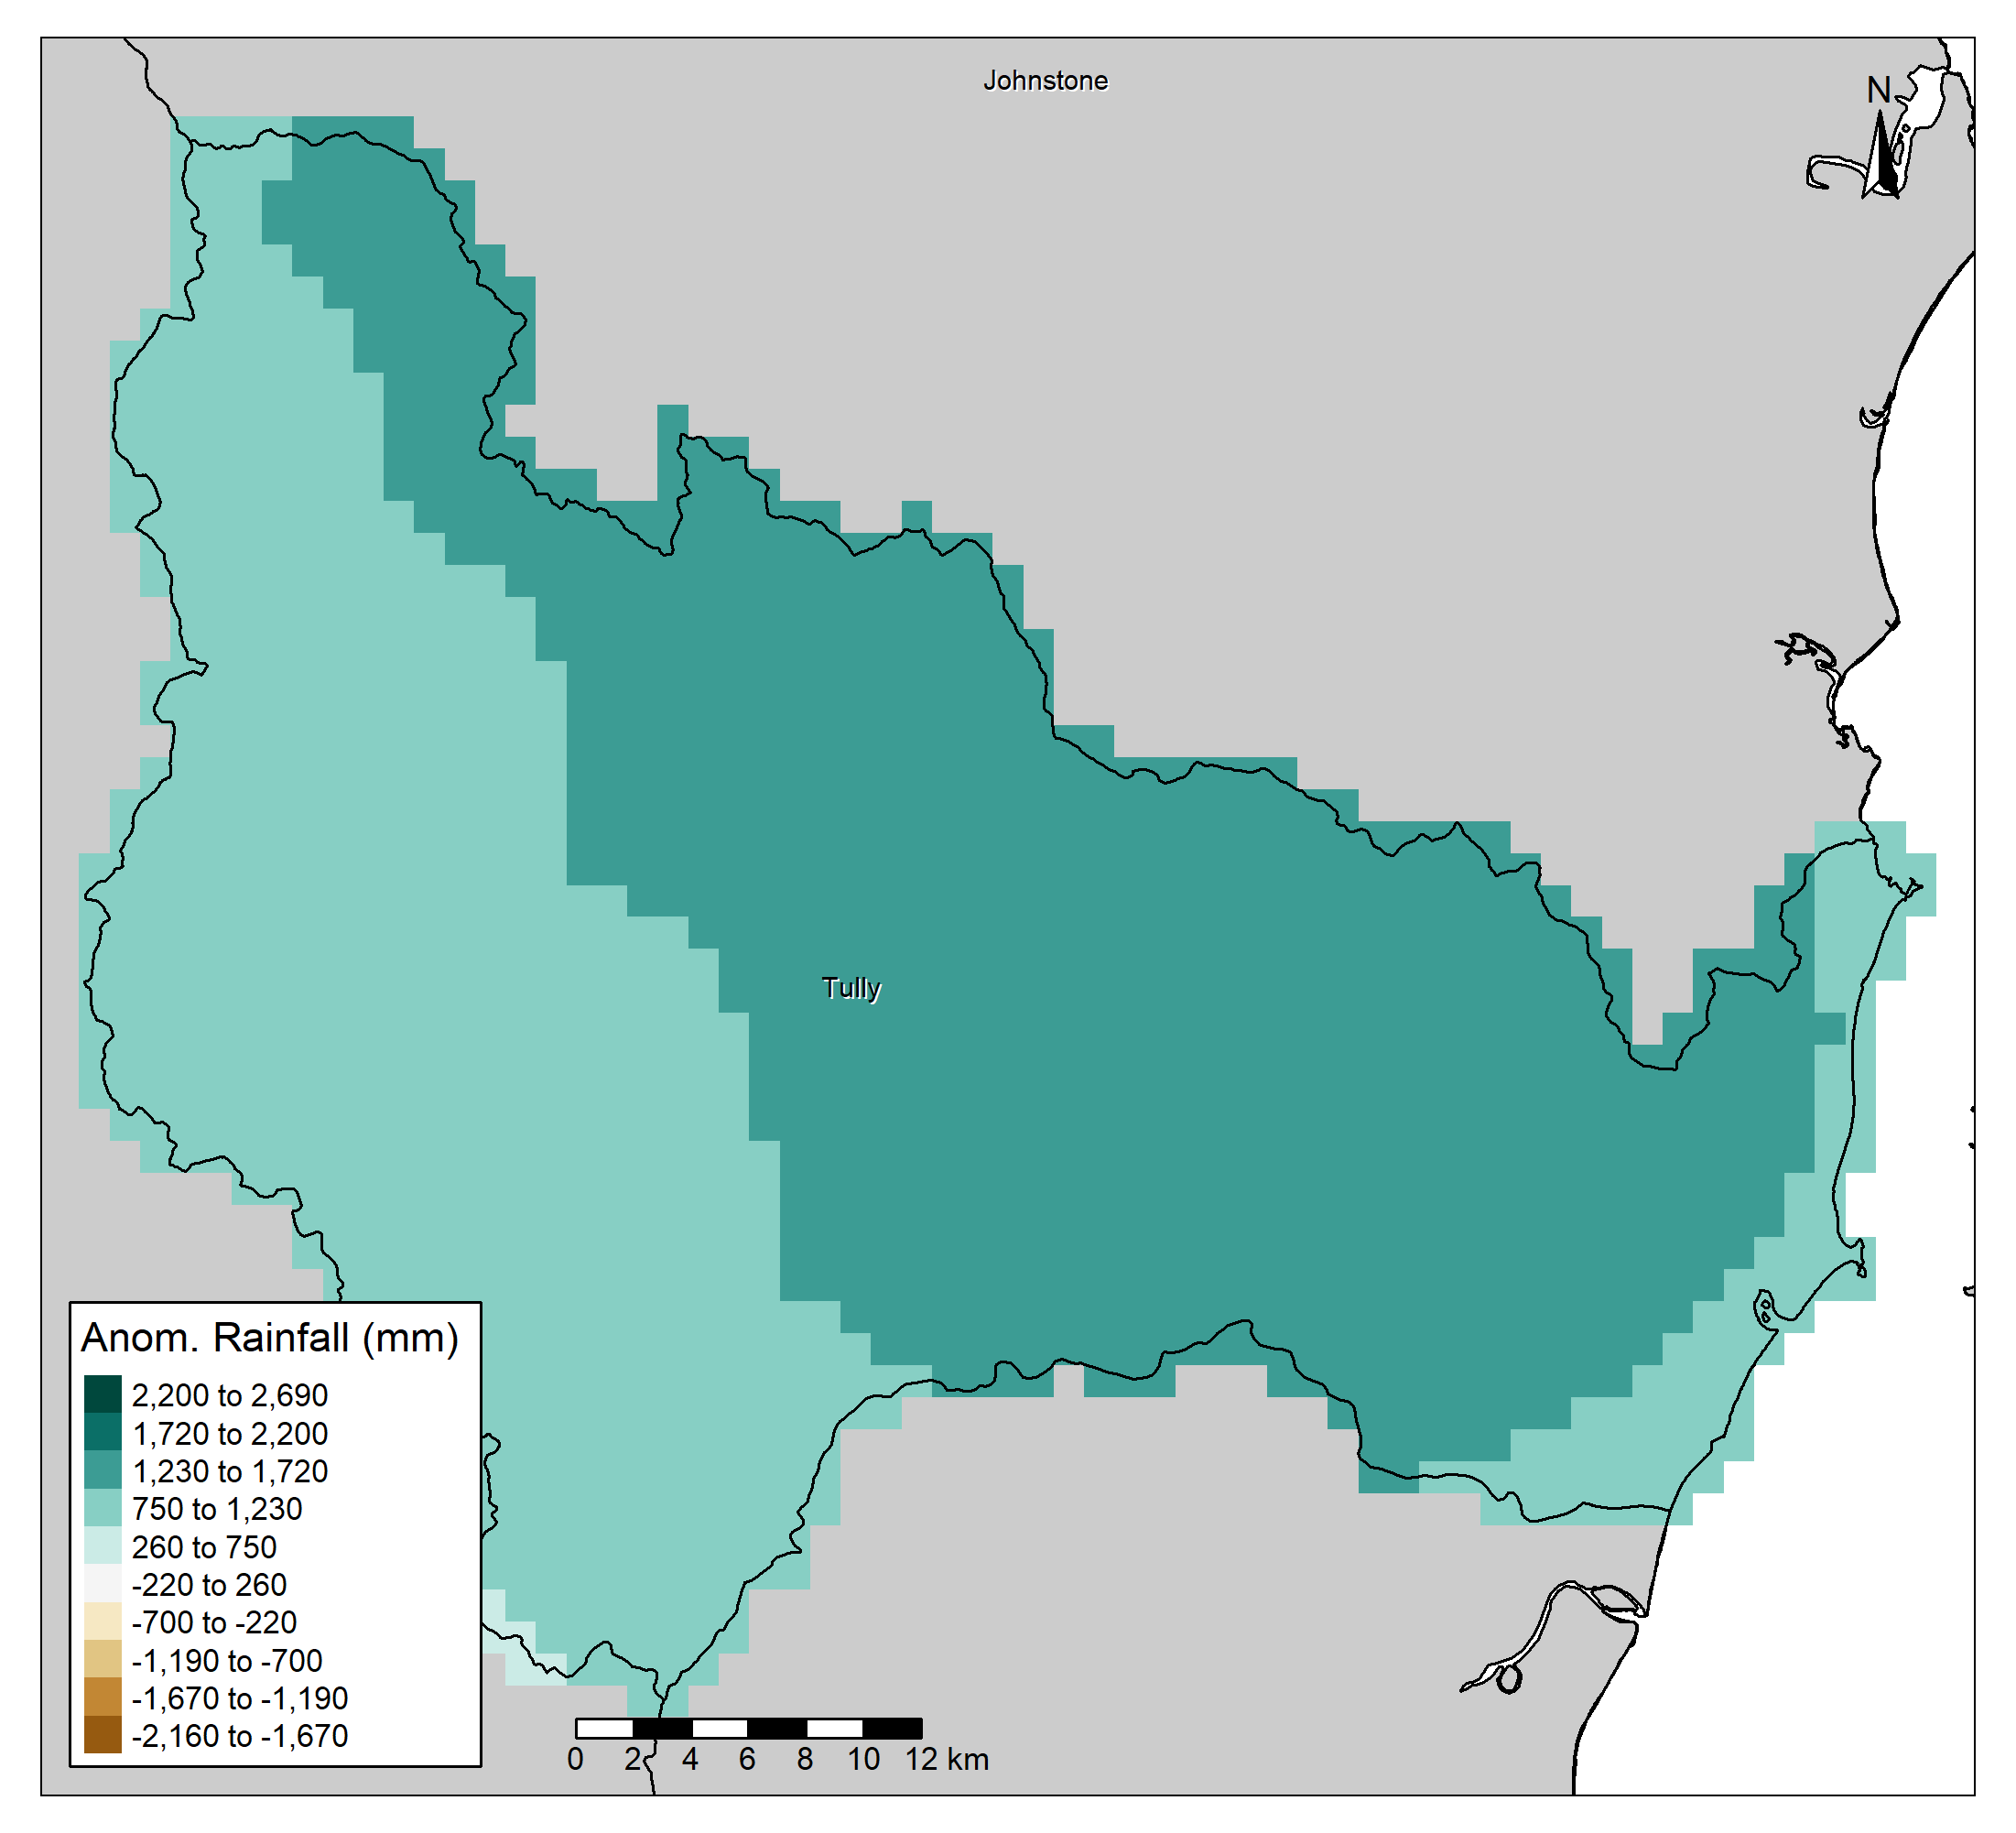 Johnstone
N
Tully
Anom. Rainfall (mm)
2,200 to 2,690
1,720 to 2,200
1,230 to 1,720
750 to 1,230
260 to 750
-220 to 260
-700 to -220
-1,190 to -700
-1,670 to -1,190
-2,160 to -1,670
0 2 4 6 8 10 12 km